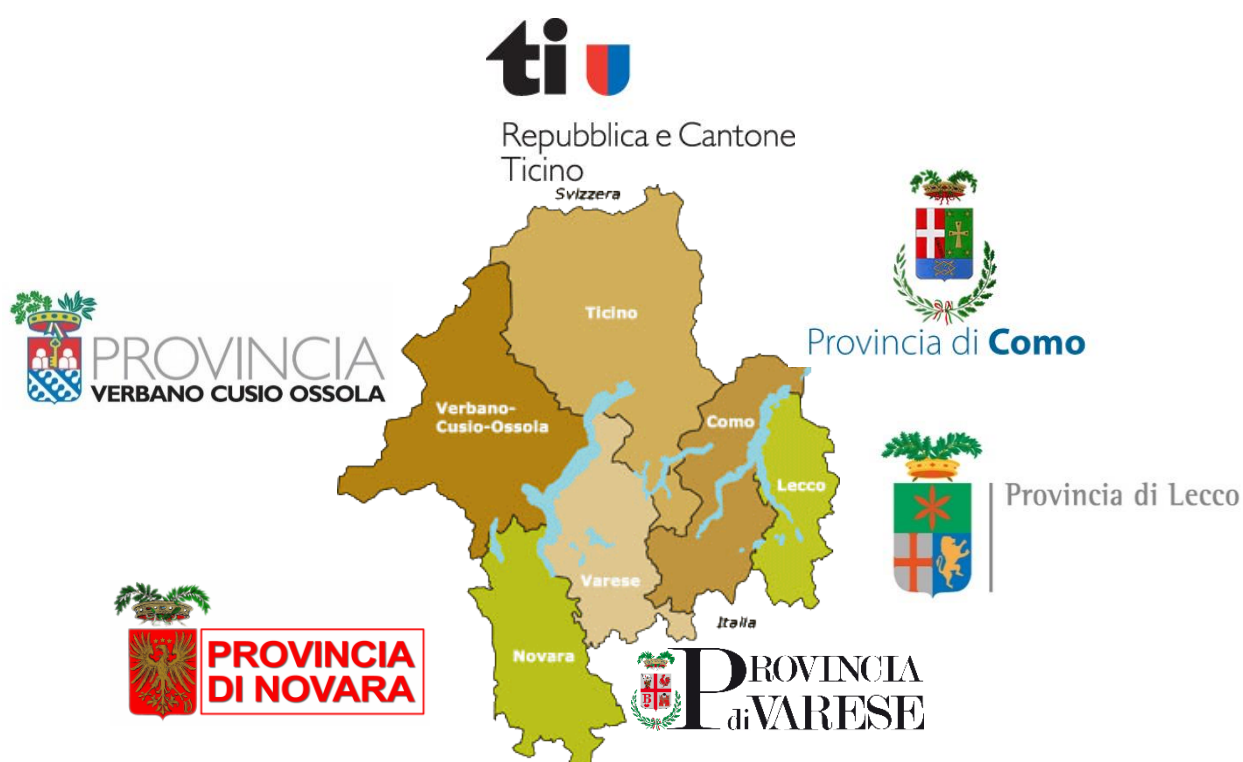 ti
Repubblica e Cantone
Ticino
Svizzera
Provincia di Como
PROVINCIA
VERBANO CUSIO OSSOLA
Ticino
Verbano-
Cusio-Ossola
Como
Lecco
Provincia di Lecco
Varese
Italia
Novara
PROVINCIA
DI NOVARA
PROVINCIA
di VARESE